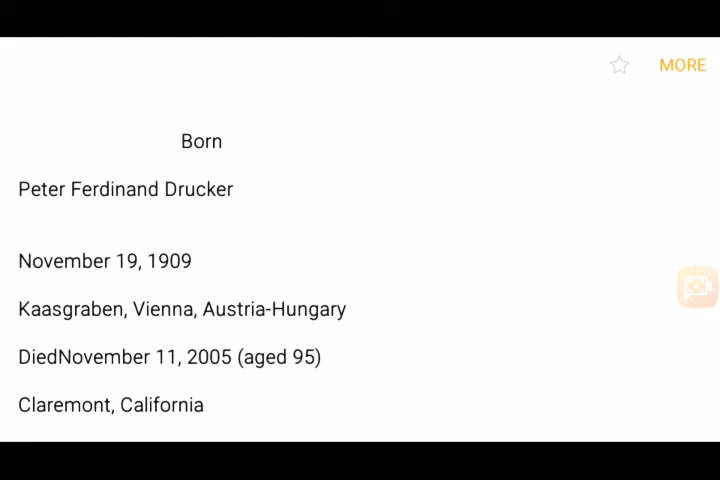 MORE
Born
Peter Ferdinand Drucker
November 19, 1909
Kaasgraben, Vienna, Austria-Hungary
DiedNovember 11, 2005 (aged 95)
Claremont, California